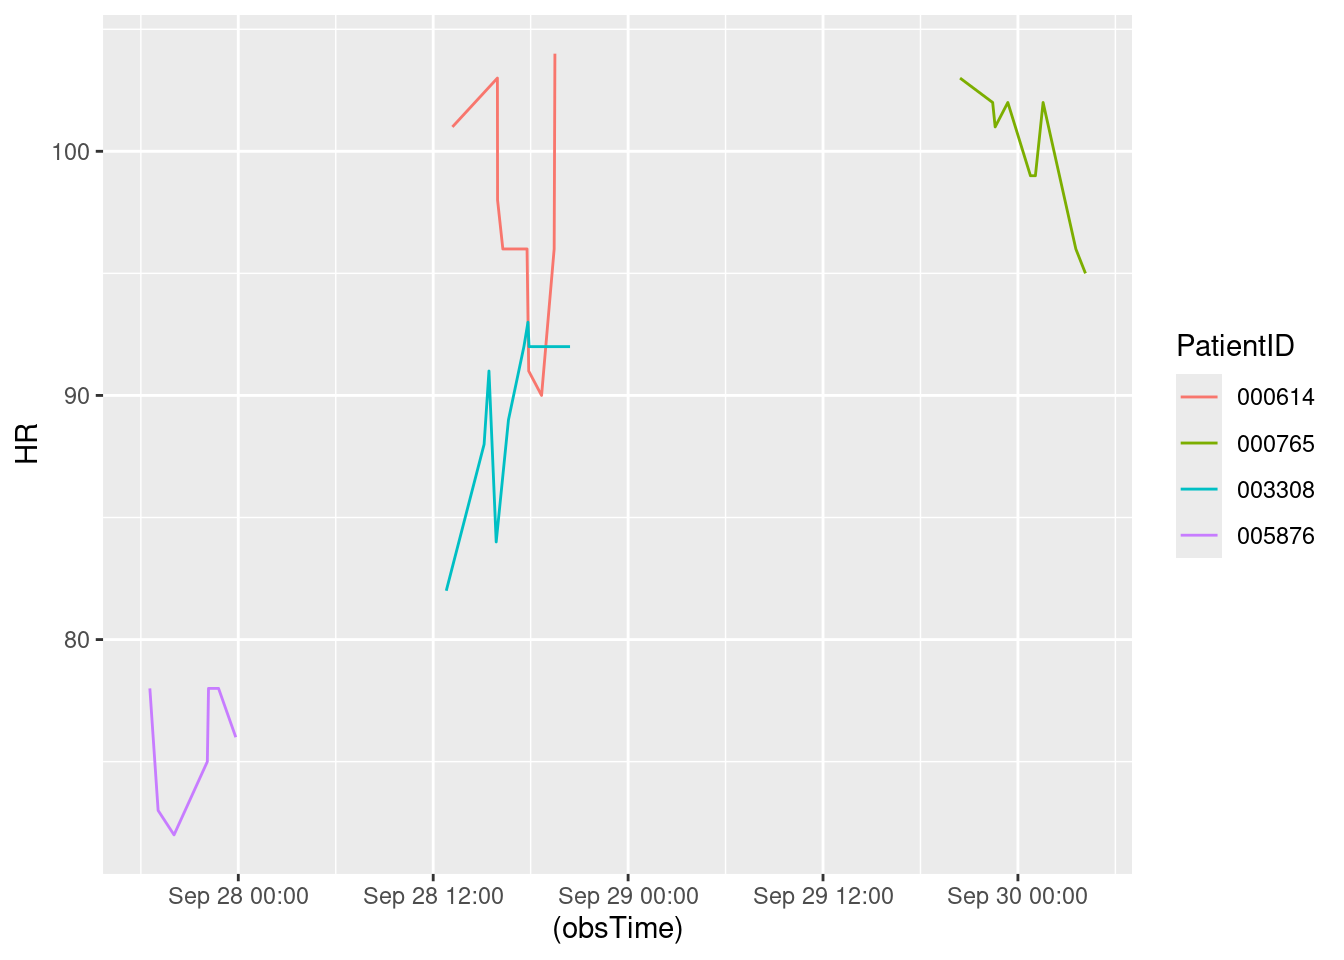 100
90
80
HR
Sep 28 00:00
Sep 28 12:00
Sep 29 00:00
Sep 29 12:00
Sep 30 00:00
(obsTime)
PatientID
000614
000765
003308
005876